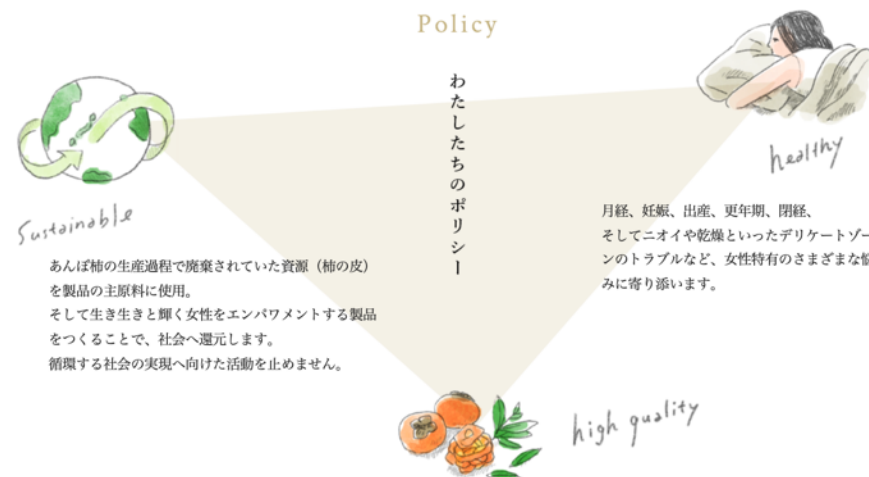 Policy
わたしたちのポリシー
Sustainable
あんぽ柿の生産過程で廃棄されていた資源（柿の皮）
を製品の主原料に使用。
そして生き生きと輝く女性をエンパワメントする製品
をつくることで、社会へ還元します。
循環する社会の実現へ向けた活動を止めません。
healthy
月経、妊娠、出産、更年期、閉経、
そしてニオイや乾燥といったデリケートゾー
ンのトラブルなど、女性特有のさまざまな悩
みに寄り添います。
high quality